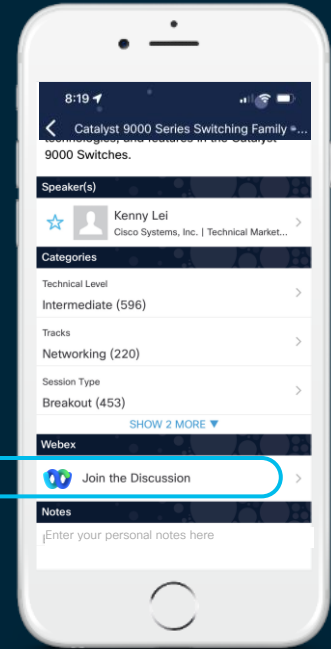 8:19
Catalyst 9000 Series Switching Family -...
technologies, and features in the Catalyst
9000 Switches.
Speaker(s)
Kenny Lei
Cisco Systems, Inc. | Technical Market...
Categories
Technical Level
Intermediate (596)
Tracks
Networking (220)
Session Type
Breakout (453)
SHOW 2 MORE ▼
Webex
Join the Discussion
Notes
Enter your personal notes here